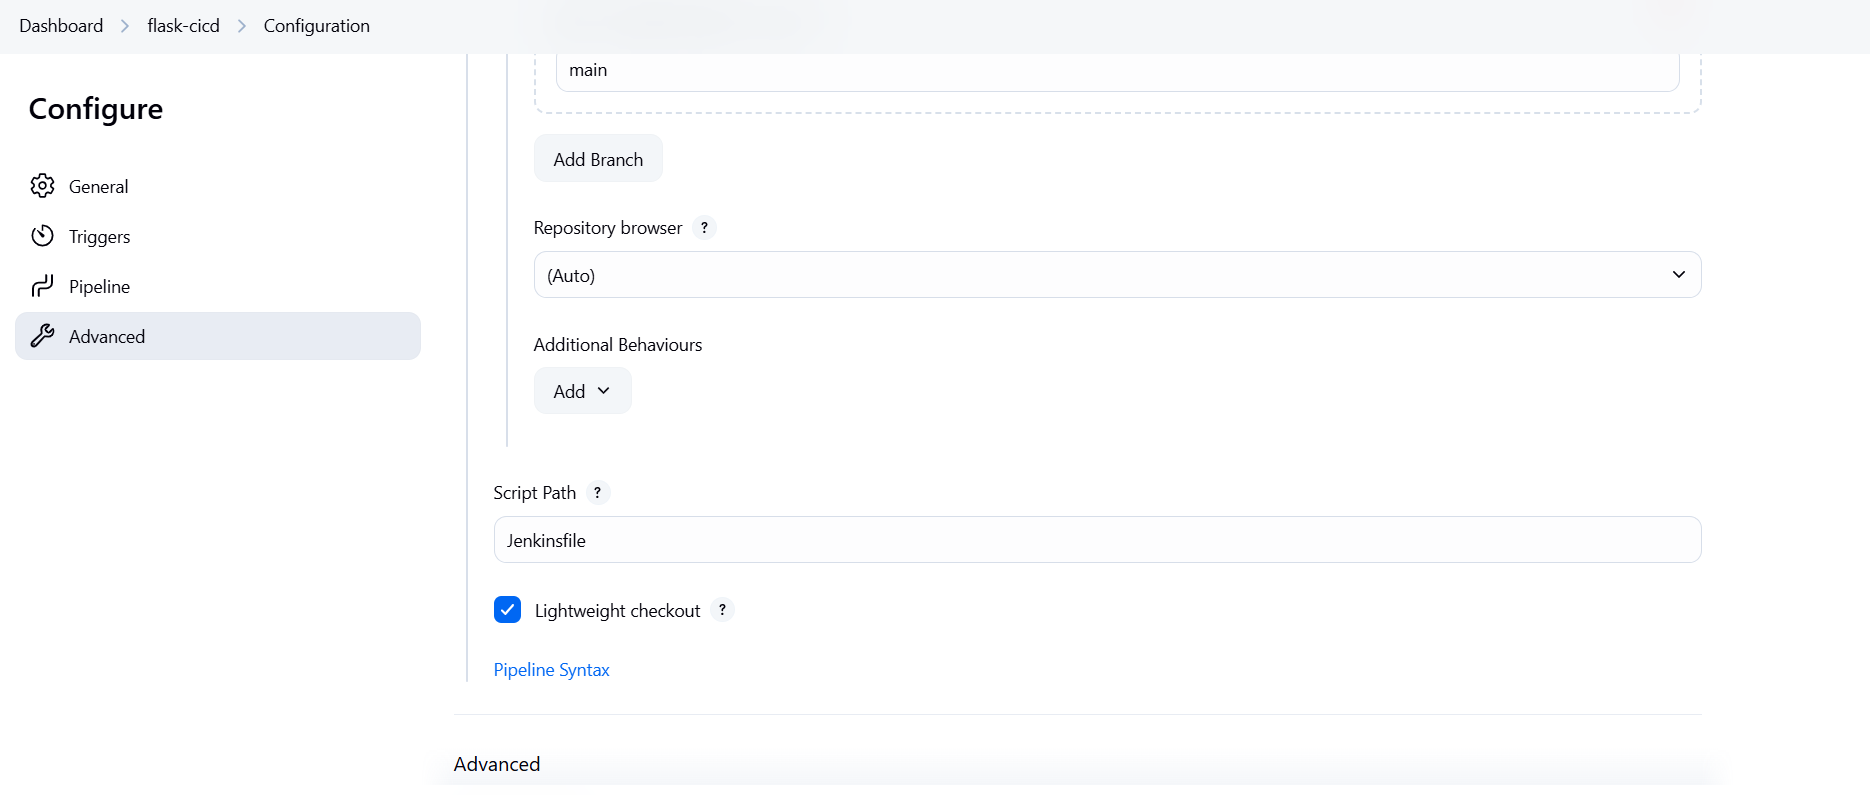 Dashboard > flask-cicd > Configuration
Configure
General
Triggers
Pipeline
Advanced
main
Add Branch
Repository browser ?
(Auto)
Additional Behaviours
Add
Script Path ?
Jenkinsfile
Lightweight checkout ?
Pipeline Syntax
Advanced